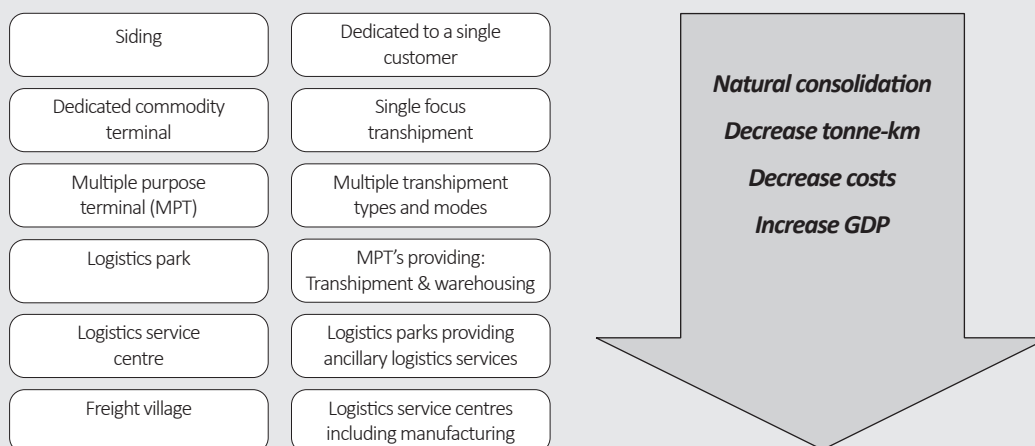 Siding
Dedicated to a single
customer
Dedicated commodity
terminal
Single focus
transhipment
Multiple purpose
terminal (MPT)
Multiple transhipment
types and modes
Logistics park
MPT's providing:
Transhipment & warehousing
Logistics service
centre
Logistics parks providing
ancillary logistics services
Freight village
Logistics service centres
including manufacturing
Natural consolidation
Decrease tonne-km
Decrease costs
Increase GDP